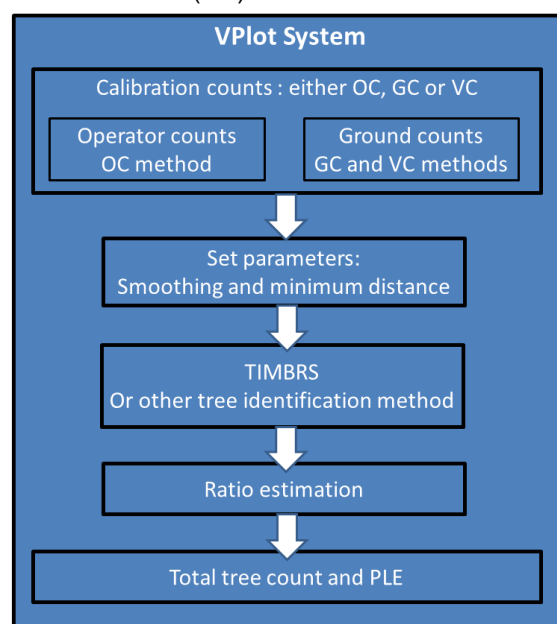 VPlot System
Calibration counts : either OC, GC or VC
Operator counts
OC method
Ground counts
GC and VC methods
Set parameters:
Smoothing and minimum distance
TIMBRS
Or other tree identification method
Ratio estimation
Total tree count and PLE